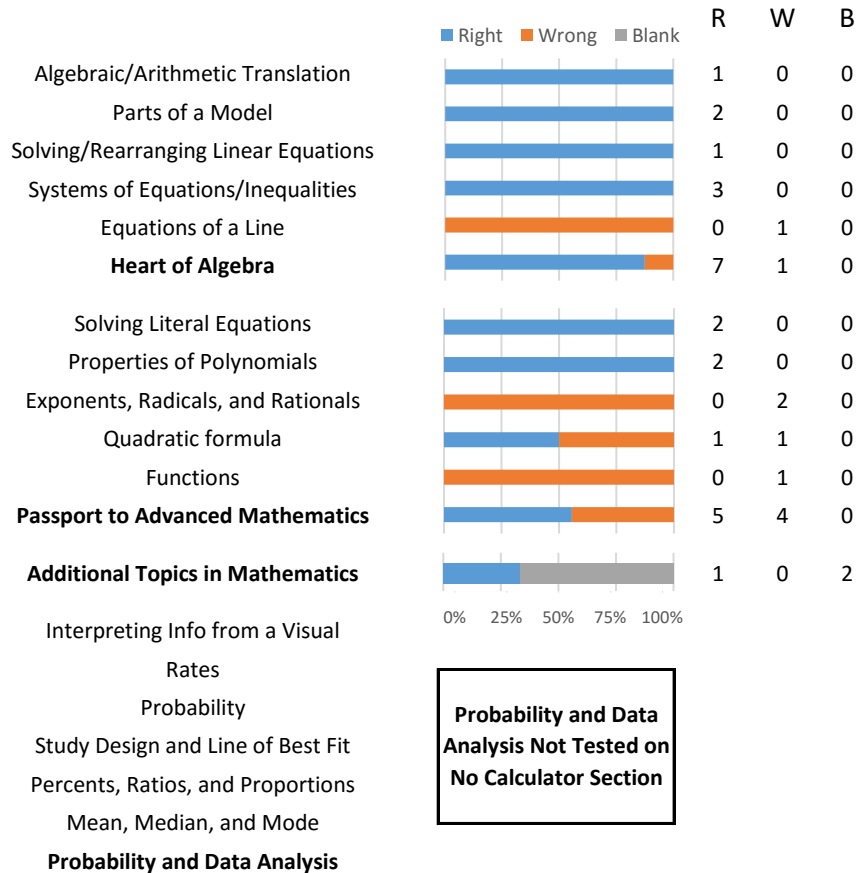 R W B
Right Wrong Blank
Algebraic/Arithmetic Translation 1 0 0
Parts of a Model 2 0 0
Solving/Rearranging Linear Equations 1 0 0
Systems of Equations/Inequalities 3 0 0
Equations of a Line 0 1 0
Heart of Algebra 7 1 0
Solving Literal Equations 2 0 0
Properties of Polynomials 2 0 0
Exponents, Radicals, and Rationals 0 2 0
Quadratic formula 1 1 0
Functions 0 1 0
Passport to Advanced Mathematics 5 4 0
Additional Topics in Mathematics 1 0 2
0% 25% 50% 75% 100%
Interpreting Info from a Visual
Rates
Probability
Study Design and Line of Best Fit
Percents, Ratios, and Proportions
Mean, Median, and Mode
Probability and Data Analysis
Probability and Data
Analysis Not Tested on
No Calculator Section